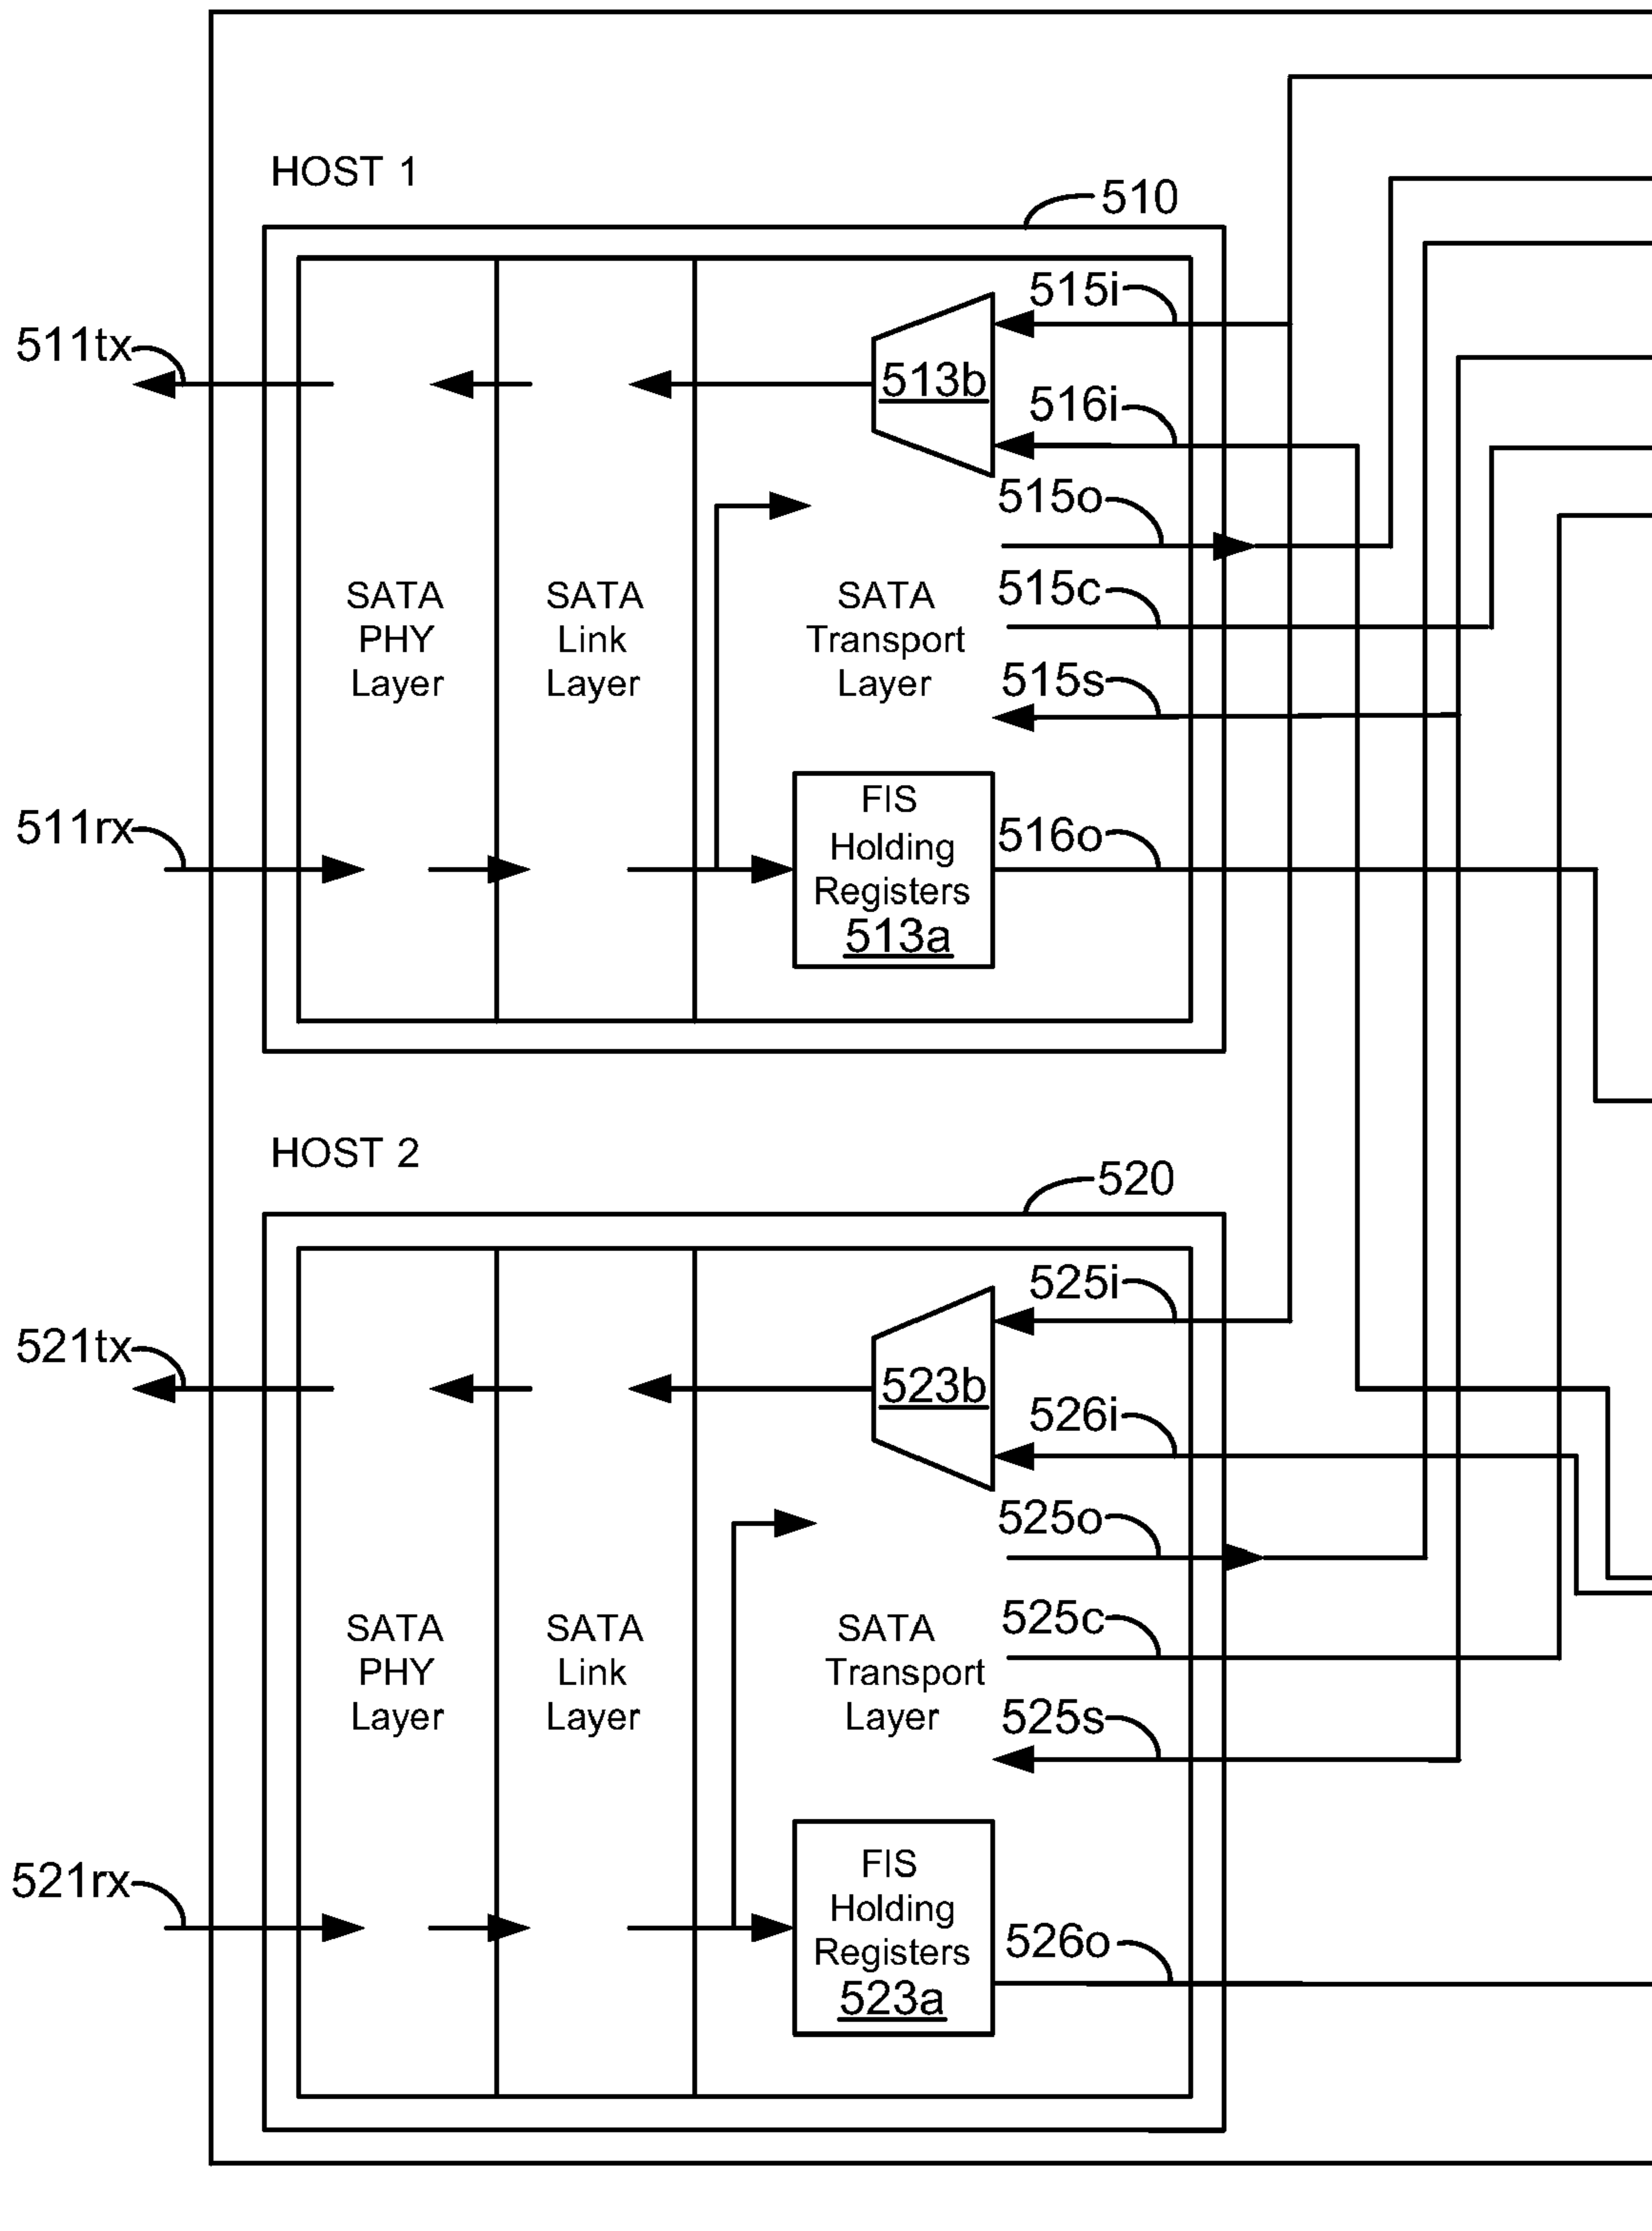 HOST 1
510
515i
511tx
513b
516i
515o
515c
SATA
PHY
Layer
SATA
Link
Layer
SATA
Transport
Layer
515s
511rx
FIS
Holding
Registers
513a
516o
HOST 2
520
525i
521tx
523b
526i
525o
525c
SATA
PHY
Layer
SATA
Link
Layer
SATA
Transport
Layer
525s
521rx
FIS
Holding
Registers
523a
526o